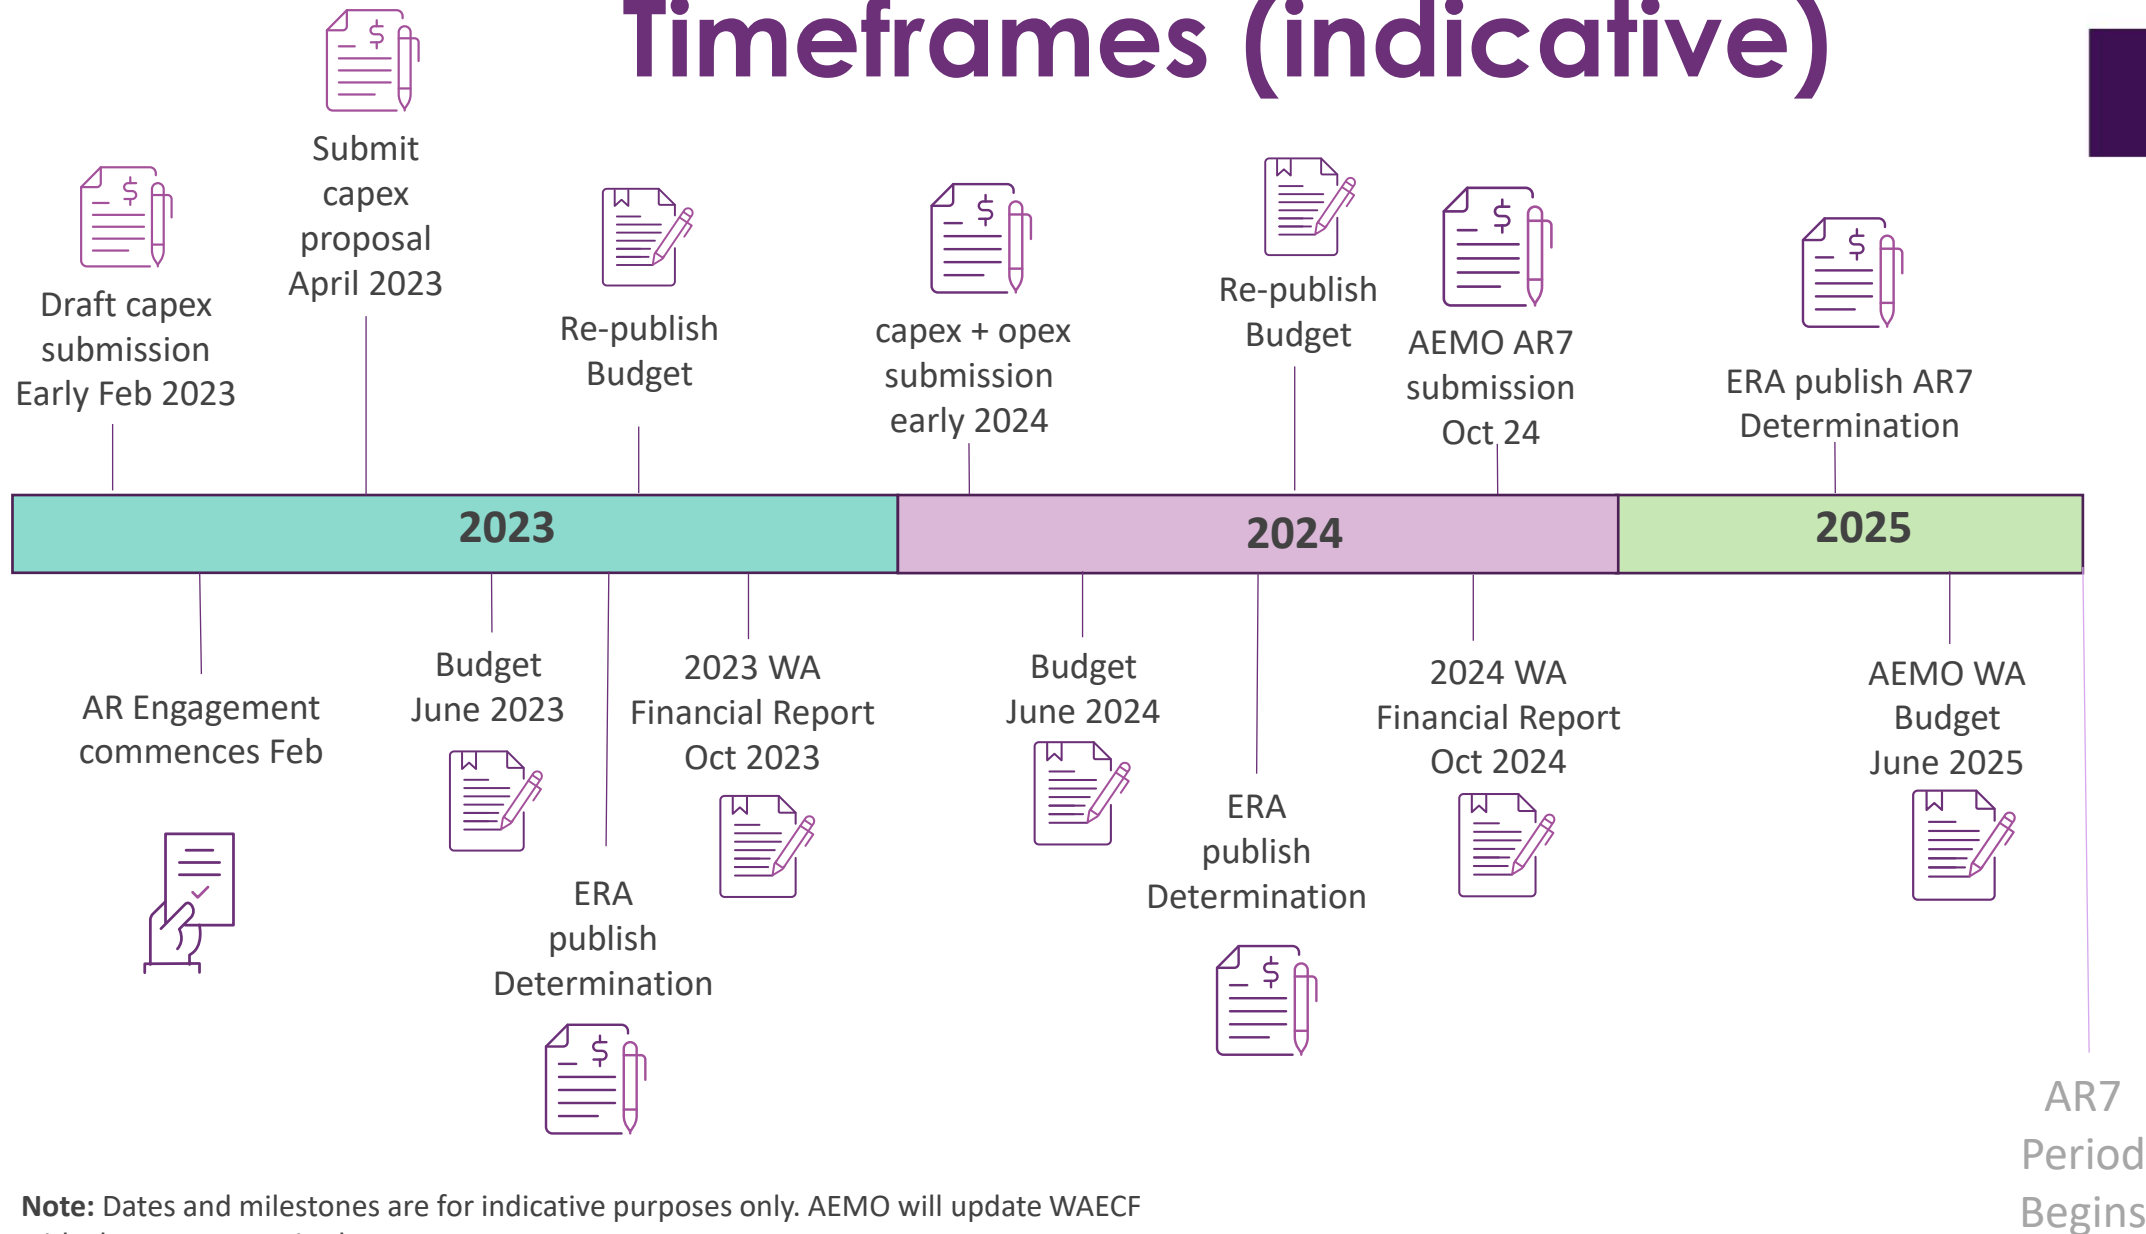 Timeframes (indicative)
Submit
capex
proposal
April 2023
Draft capex
submission
Early Feb 2023
Re-publish
Budget
capex + opex
submission
early 2024
Re-publish
Budget
AEMO AR7
submission
Oct 24
ERA publish AR7
Determination
2023
2024
2025
AR Engagement
commences Feb
Budget
June 2023
ERA
publish
Determination
2023 WA
Financial Report
Oct 2023
Budget
June 2024
ERA
publish
Determination
2024 WA
Financial Report
Oct 2024
AEMO WA
Budget
June 2025
AR7
Period
Begins
Note: Dates and milestones are for indicative purposes only. AEMO will update WAECF